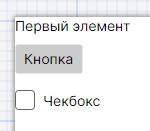 Первый элемент
Кнопка
Чекбокс